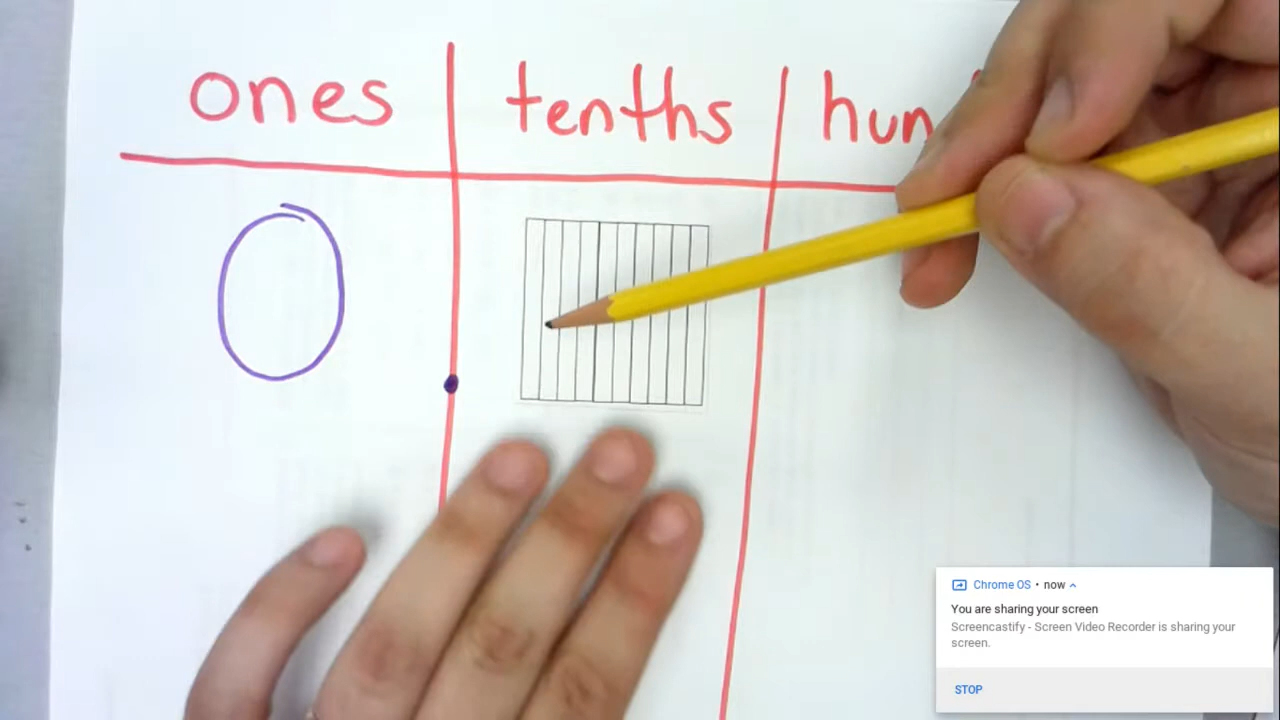 ones tenths hun
0 .
Chrome OS • now
You are sharing your screen
Screencastify - Screen Video Recorder is sharing your
screen.
STOP